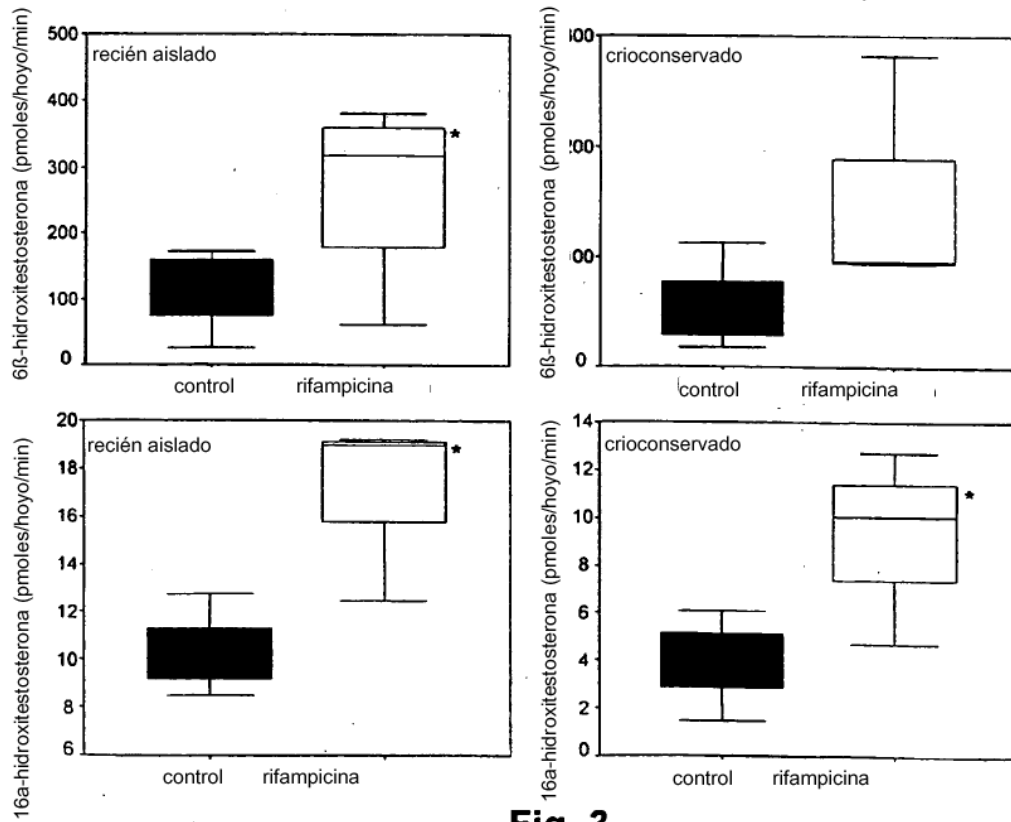 6ß-hidroxitestosterona (pmoles/hoyo/min)
500
400
300
200
100
0
recién aislado
*
control rifampicina
6ß-hidroxitestosterona (pmoles/hoyo/min)
300
200
00
0
crioconservado
control rifampicina
16a-hidroxitestosterona (pmoles/hoyo/min)
20
18
16
14
12
10
8
6
recién aislado
*
control rifampicina
16a-hidroxitestosterona (pmoles/hoyo/min)
14
12
10
8
6
4
2
0
crioconservado
*
control rifampicina
Fig.